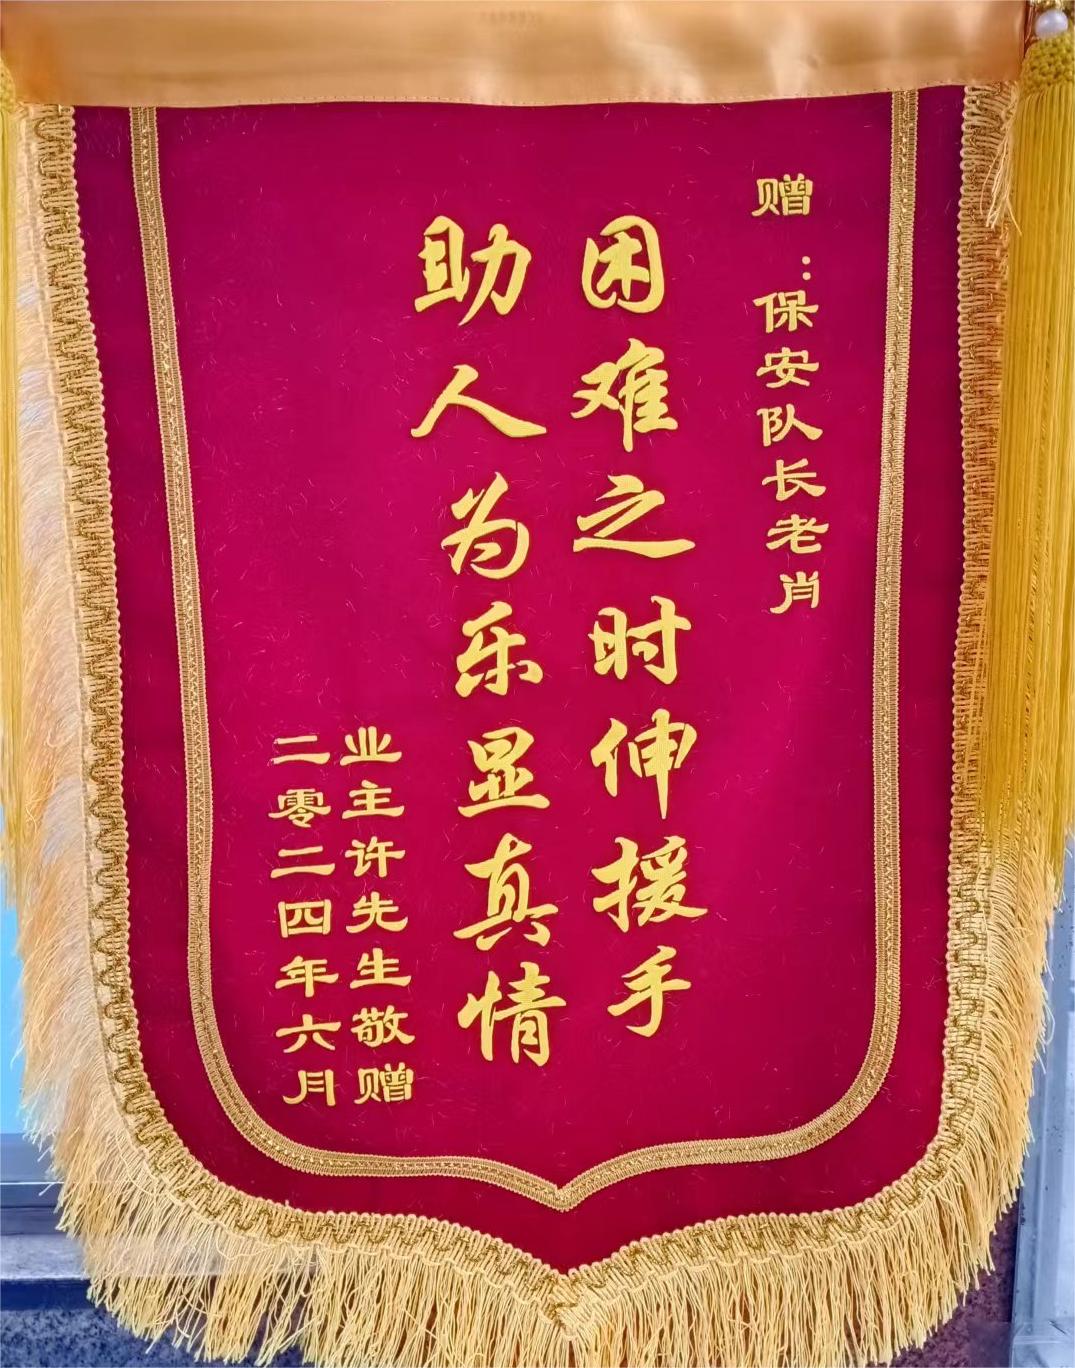 赠：保安队长老肖
困难之时伸援手
助人为乐显真情
业主许先生敬赠
二零二四年六月